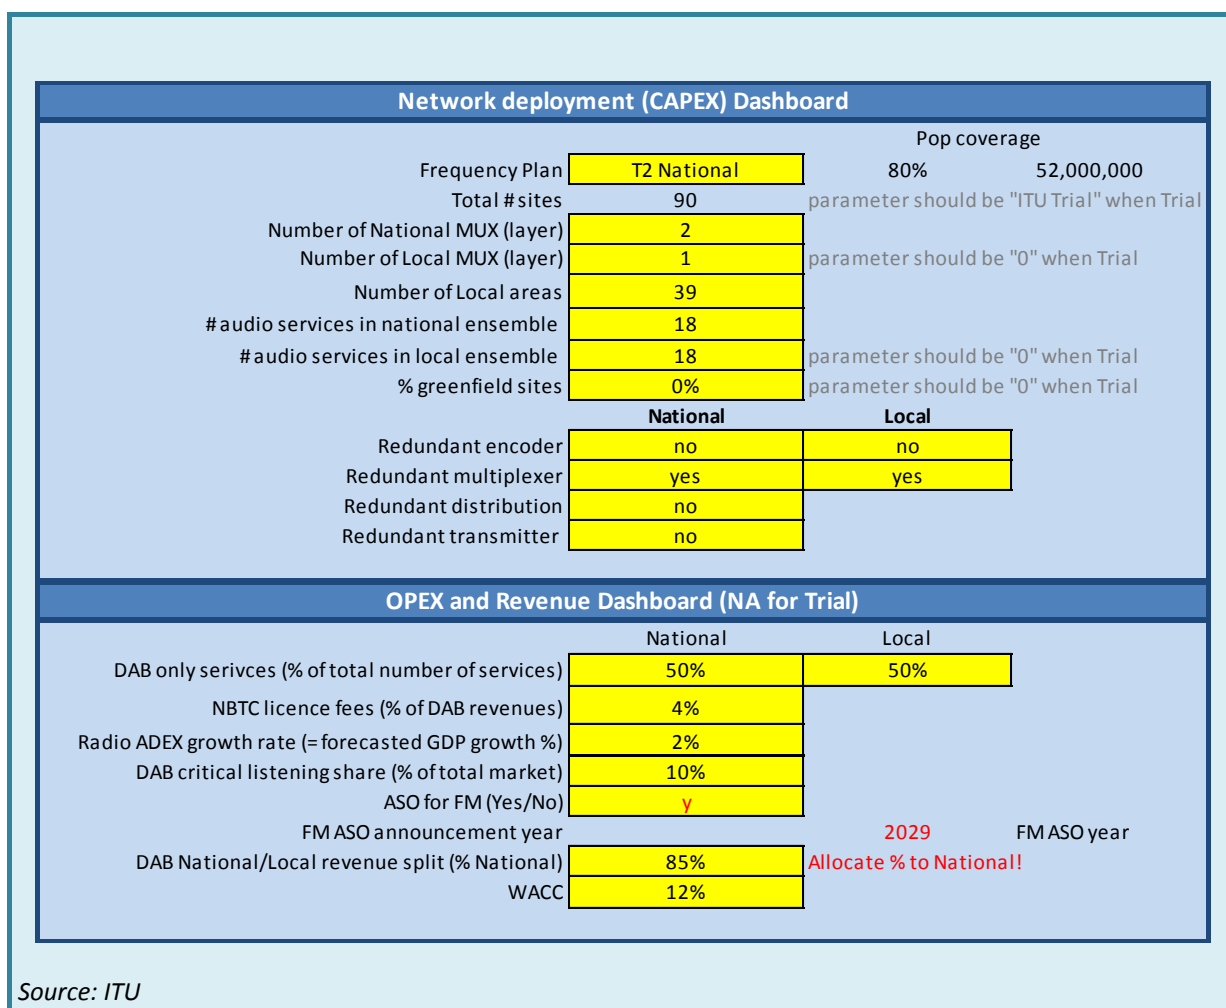 Network deployment (CAPEX) Dashboard
Pop coverage
Frequency Plan T2 National 80% 52,000,000
Total # sites 90 parameter should be "ITU Trial" when Trial
Number of National MUX (layer) 2
Number of Local MUX (layer) 1 parameter should be "0" when Trial
Number of Local areas 39
# audio services in national ensemble 18
# audio services in local ensemble 18 parameter should be "0" when Trial
% greenfield sites 0% parameter should be "0" when Trial
National Local
Redundant encoder no no
Redundant multiplexer yes yes
Redundant distribution no
Redundant transmitter no
OPEX and Revenue Dashboard (NA for Trial)
National Local
DAB only serivces (% of total number of services) 50% 50%
NBTC licence fees (% of DAB revenues) 4%
Radio ADEX growth rate (= forecasted GDP growth %) 2%
DAB critical listening share (% of total market) 10%
ASO for FM (Yes/No) y
FM ASO announcement year 2029 FM ASO year
DAB National/Local revenue split (% National) 85% Allocate % to National!
WACC 12%
Source: ITU